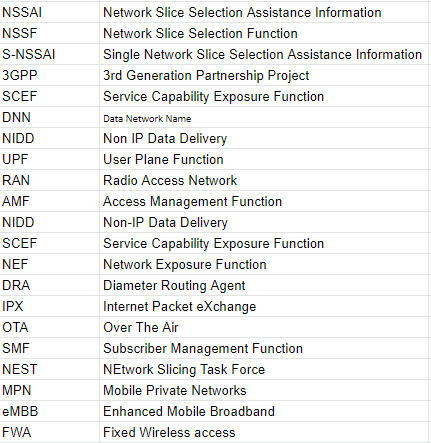 NSSAI Network Slice Selection Assistance Information
NSSF Network Slice Selection Function
S-NSSAI Single Network Slice Selection Assistance Information
3GPP 3rd Generation Partnership Project
SCEF Service Capability Exposure Function
DNN Data Network Name
NIDD Non IP Data Delivery
UPF User Plane Function
RAN Radio Access Network
AMF Access Management Function
NIDD Non-IP Data Delivery
SCEF Service Capability Exposure Function
NEF Network Exposure Function
DRA Diameter Routing Agent
IPX Internet Packet eXchange
OTA Over The Air
SMF Subscriber Management Function
NEST NEtwork Slicing Task Force
MPN Mobile Private Networks
eMBB Enhanced Mobile Broadband
FWA Fixed Wireless access